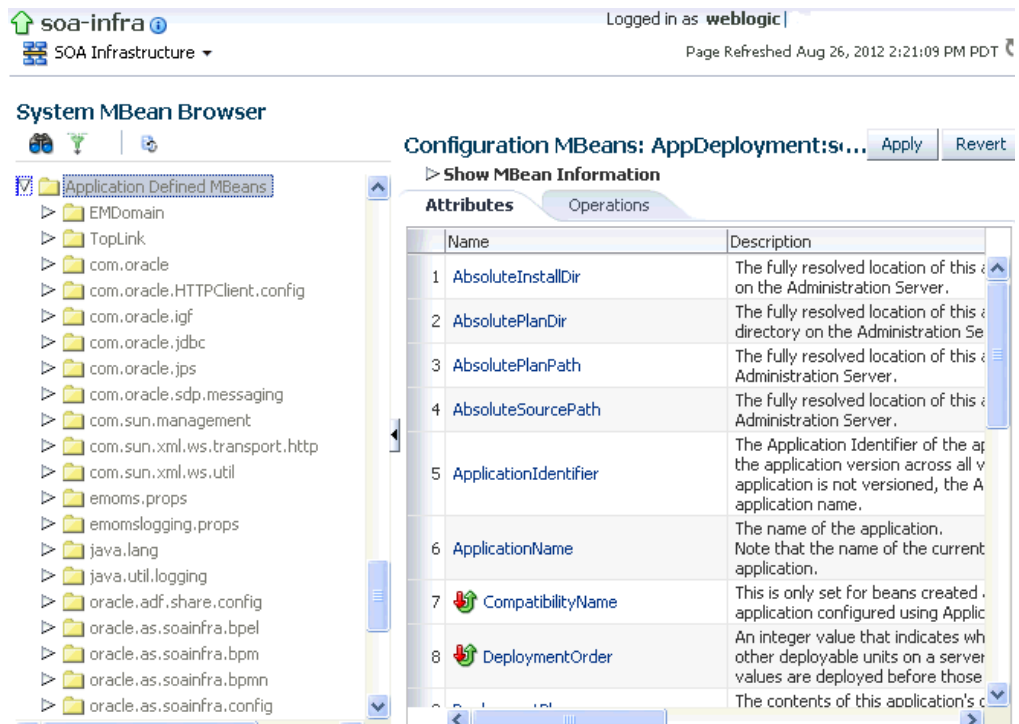 soa-infra
Logged in as weblogic|
SOA Infrastructure
Page Refreshed Aug 26, 2012 2:21:09 PM PDT
System MBean Browser
Application Defined MBeans
EMDomain
TopLink
com.oracle
com.oracle.HTTPClient.config
com.oracle.igf
com.oracle.jdbc
com.oracle.jps
com.oracle.sdp.messaging
com.sun.management
com.sun.xml.ws.transport.http
com.sun.xml.ws.util
emoms.props
emomslogging.props
java.lang
java.util.logging
oracle.adf.share.config
oracle.as.soainfra.bpel
oracle.as.soainfra.bpm
oracle.as.soainfra.bpmn
oracle.as.soainfra.config
Configuration MBeans: AppDeployment:s...
Apply
Revert
Show MBean Information
Attributes
Operations
Name
Description
1 AbsoluteInstallDir
The fully resolved location of this
on the Administration Server.
2 AbsolutePlanDir
The fully resolved location of this
directory on the Administration Se
3 AbsolutePlanPath
The fully resolved location of this
Administration Server.
4 AbsoluteSourcePath
The fully resolved location of this
Administration Server.
5 ApplicationIdentifier
The Application Identifier of the ap
the application version across all v
application is not versioned, the A
application name.
6 ApplicationName
The name of the application.
Note that the name of the current
application.
7 CompatibilityName
This is only set for beans created
application configured using Applic
8 DeploymentOrder
An integer value that indicates wh
other deployable units on a server
values are deployed before those
The contents of this application's